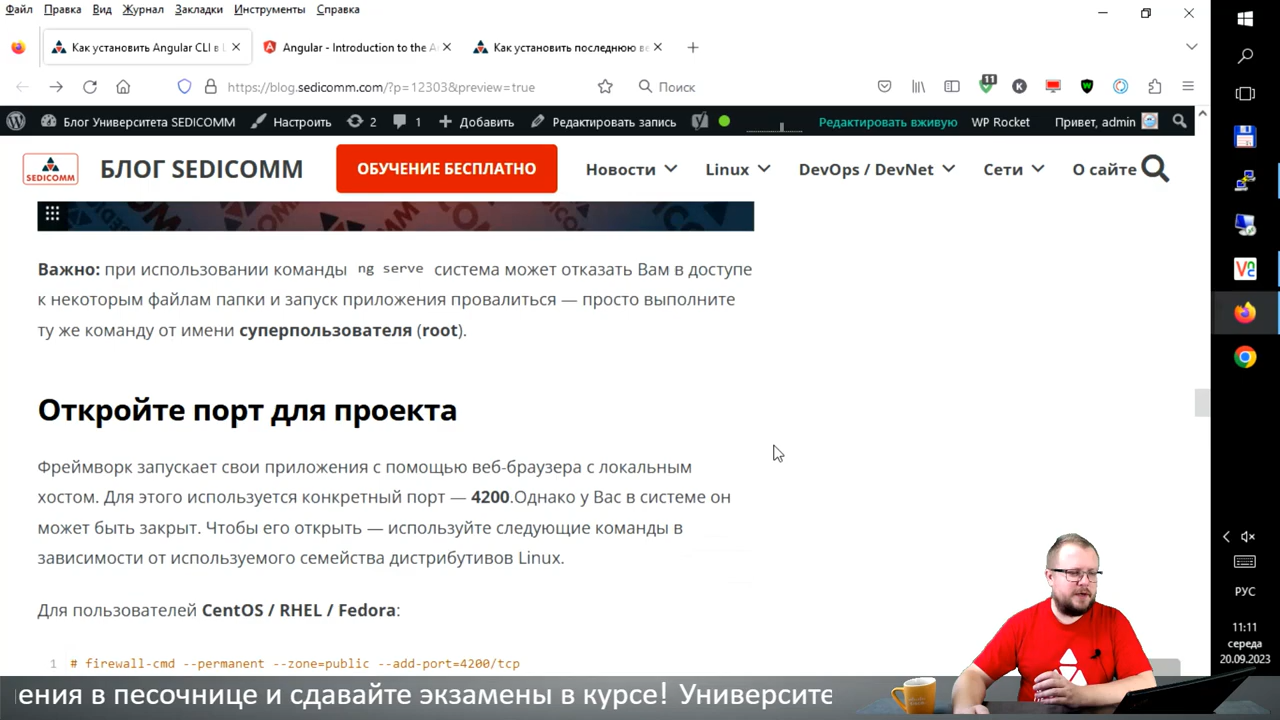 Файл Правка Вид Журнал Закладки Инструменты Справка
Как установить Angular CLI в L
Angular - Introduction to the A
Как установить последнюю ве
https://blog.sedicomm.com/?p=12303&preview=true
Поиск
11
Блог Университета SEDICOMM
Настроить
2
1
Добавить
Редактировать запись
Редактировать вживую
WP Rocket
Привет, admin
SEDICOMM
БЛОГ SEDICOMM
ОБУЧЕНИЕ БЕСПЛАТНО
Новости
Linux
DevOps / DevNet
Сети
О сайте
Важно: при использовании команды ng serve система может отказать Вам в доступе
к некоторым файлам папки и запуск приложения провалиться — просто выполните
ту же команду от имени суперпользователя (root).
Откройте порт для проекта
Фреймворк запускает свои приложения с помощью веб-браузера с локальным
хостом. Для этого используется конкретный порт — 4200.Однако у Вас в системе он
может быть закрыт. Чтобы его открыть — используйте следующие команды в
зависимости от используемого семейства дистрибутивов Linux.
Для пользователей CentOS / RHEL / Fedora:
1 # firewall-cmd --permanent --zone=public --add-port=4200/tcp
РУС
11:11
середа
20.09.2023
ения в песочнице и сдавайте экзамены в курсе! Университе